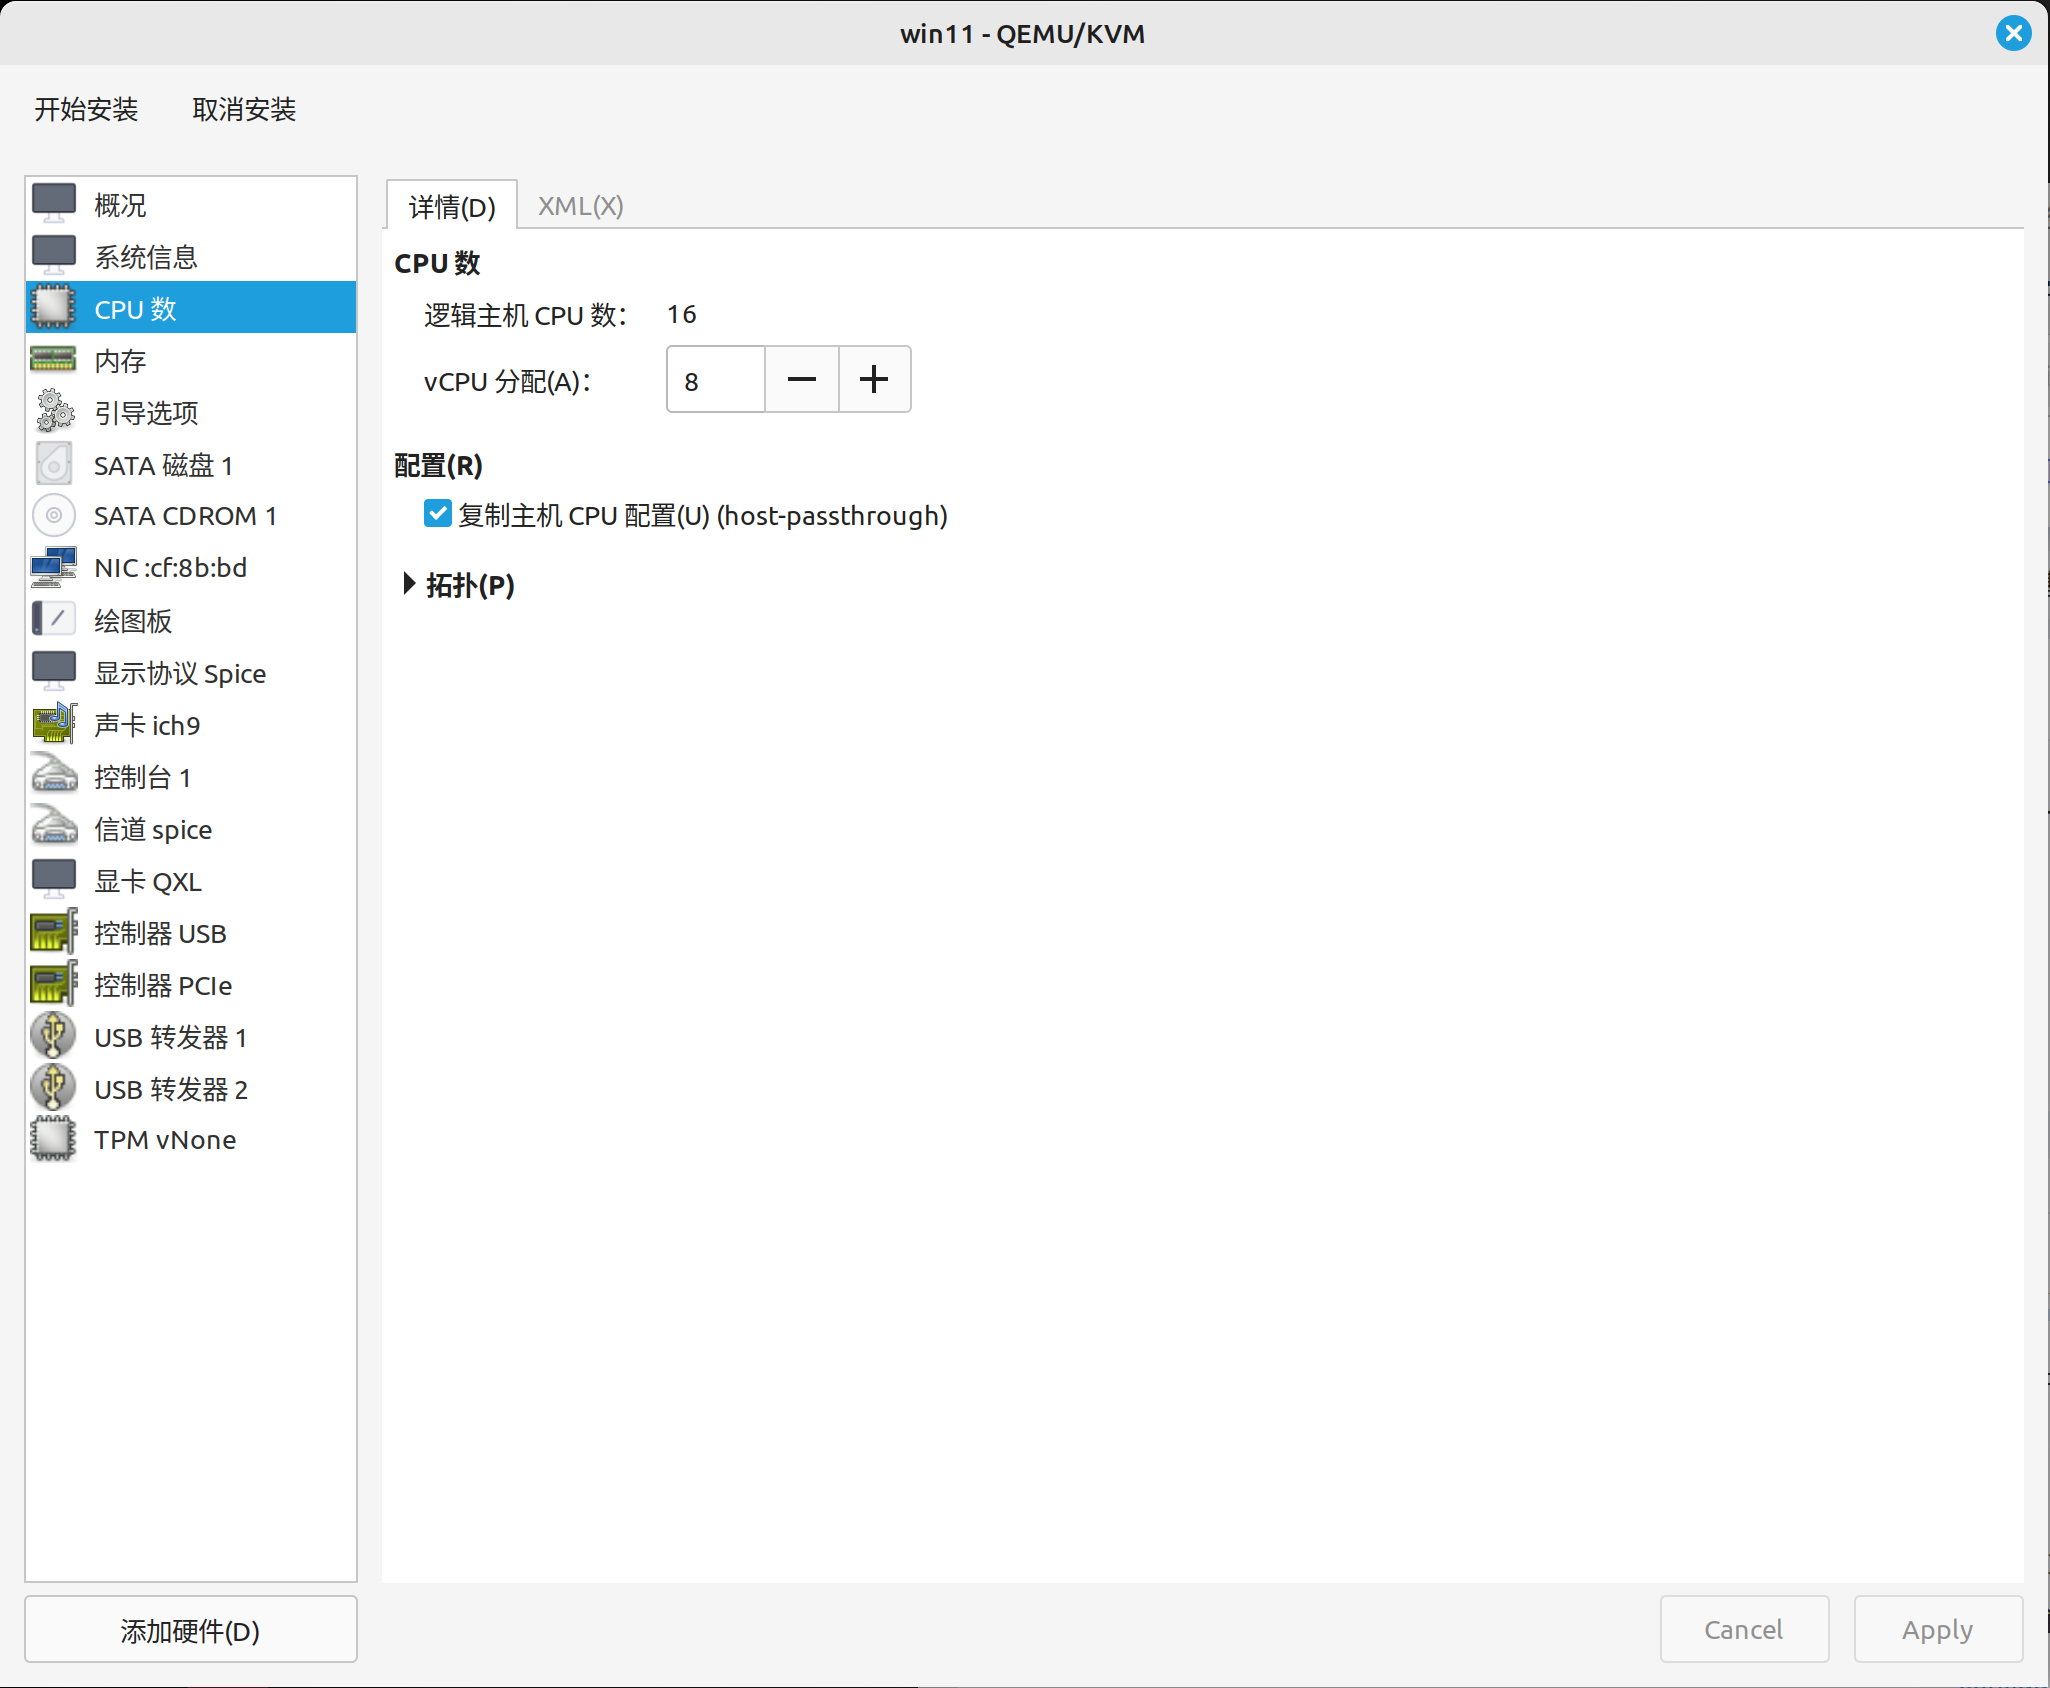 win11 - QEMU/KVM
开始安装 取消安装
概况
系统信息
CPU 数
内存
引导选项
SATA 磁盘 1
SATA CDROM 1
NIC :cf:8b:bd
绘图板
显示协议 Spice
声卡 ich9
控制台 1
信道 spice
显卡 QXL
控制器 USB
控制器 PCIe
USB 转发器 1
USB 转发器 2
TPM vNone
添加硬件(D)
详情(D) XML(X)
CPU 数
逻辑主机 CPU 数： 16
vCPU 分配(A)： 8
配置(R)
复制主机 CPU 配置(U) (host-passthrough)
拓扑(P)
Cancel Apply